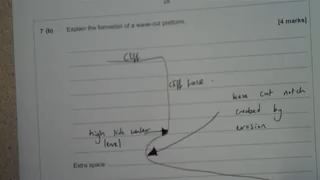 7 (b) Explain the formation of a wave-cut platform.
[4 marks]
Cliff
Cliff base.
wave cut notch
created by
erosion
high tide water
level
Extra space